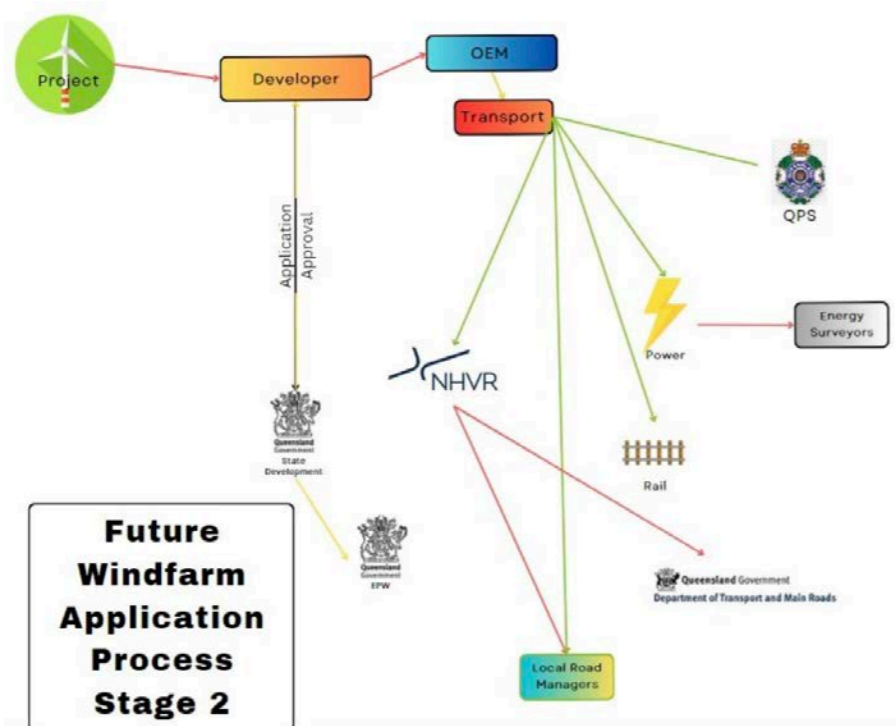 Project
Developer
OEM
Transport
QPS
Application
Approval
Energy
Surveyors
Power
NHVR
Queensland
Government
State
Development
Rail
Queensland
Government
EPW
Queensland Government
Department of Transport and Main Roads
Local Road
Managers
Future
Windfarm
Application
Process
Stage 2